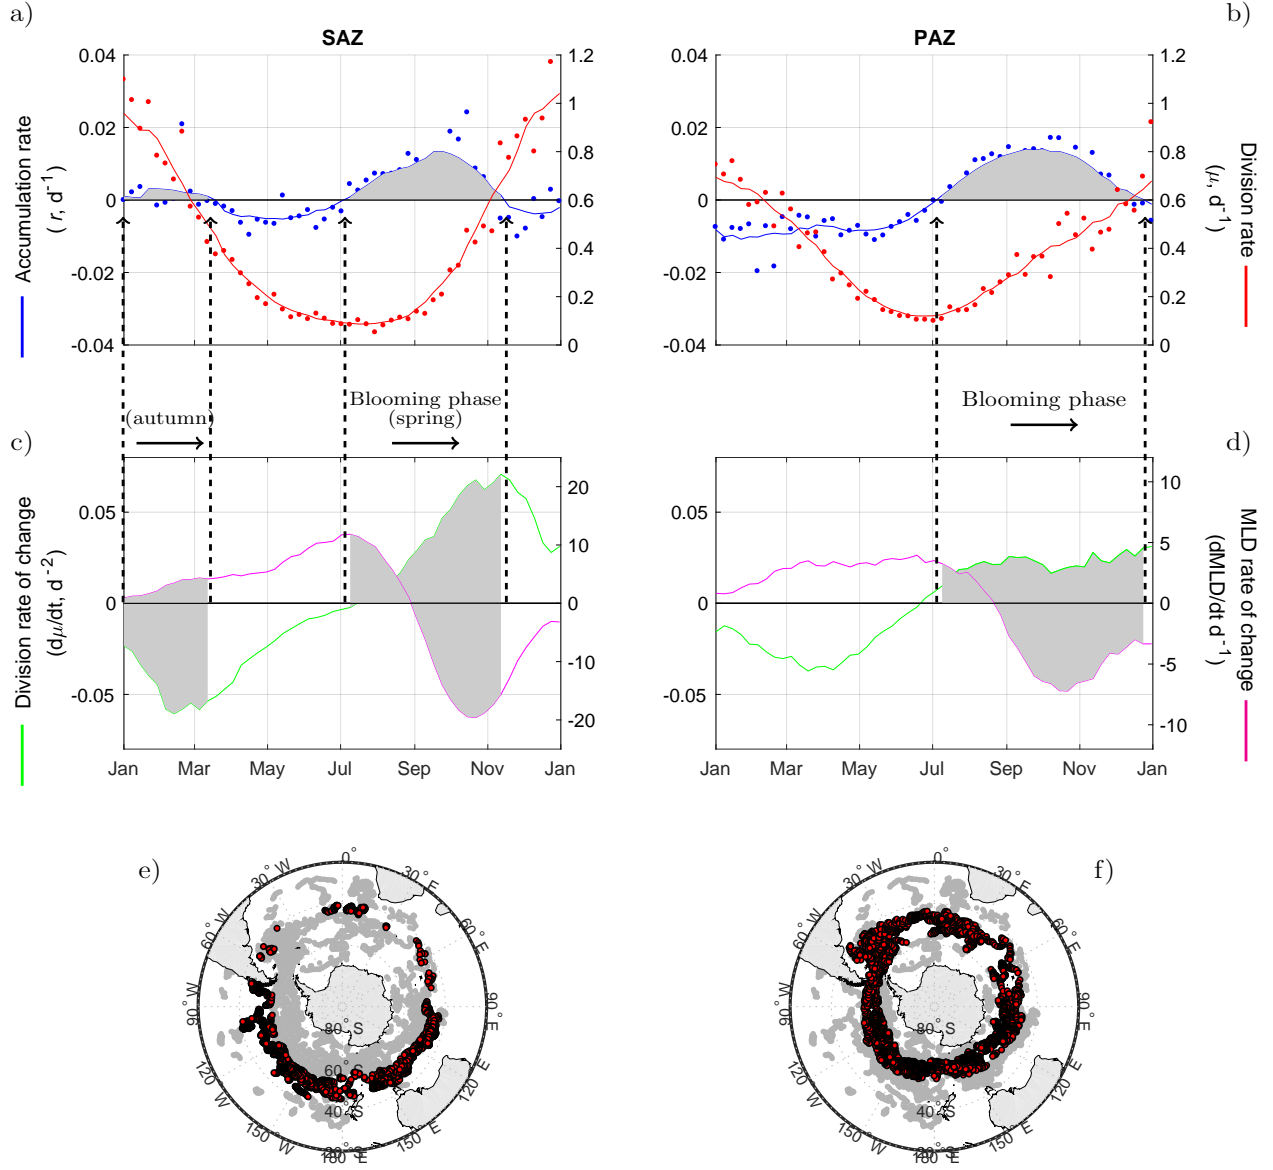 a)
b)
SAZ
PAZ
0.04
0.02
0
-0.02
-0.04
1.2
1
0.8
0.6
0.4
0.2
0
Accumulation rate
( r, d⁻¹)
0.04
0.02
0
-0.02
-0.04
1.2
1
0.8
0.6
0.4
0.2
0
Division rate
(μ, d⁻¹)
(autumn)
Blooming phase
(spring)
Blooming phase
c)
d)
0.05
0
-0.05
20
10
0
-10
-20
Division rate of change
(dμ/dt, d⁻²)
0.05
0
-0.05
10
5
0
-5
-10
MLD rate of change
(dMLD/dt d⁻¹)
Jan Mar May Jul Sep Nov Jan
Jan Mar May Jul Sep Nov Jan
e)
f)
0°
30° E
60° E
90° E
120° E
150° E
180° E
150° W
120° W
90° W
60° W
30° W
80° S
60° S
40° S
0°
30° E
60° E
90° E
120° E
150° E
180° E
150° W
120° W
90° W
60° W
30° W
80° S
40° S